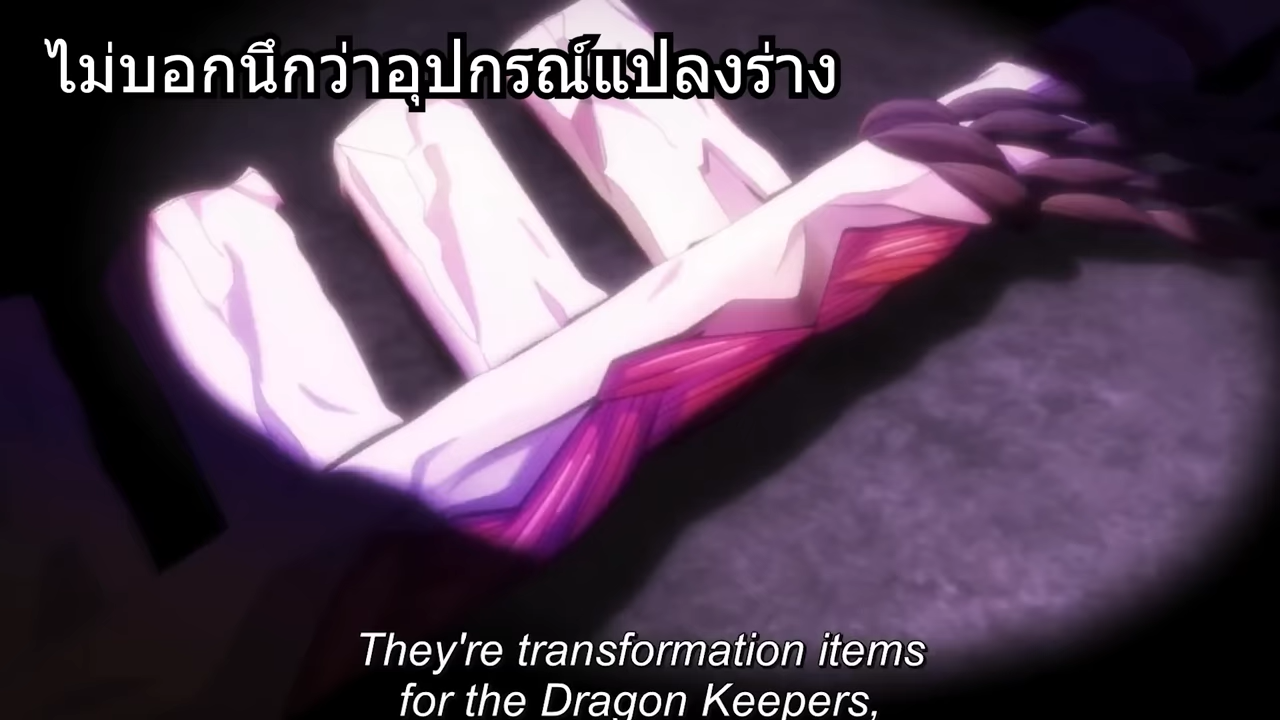 ไม่บอกนึกว่าอุปกรณ์แปลงร่าง
They're transformation items
for the Dragon Keepers,